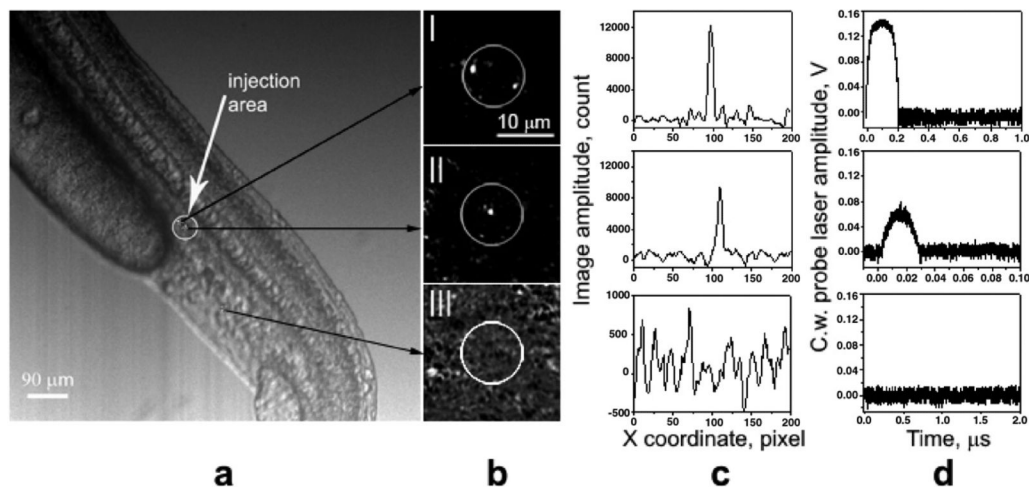 injection
area
90 μm
a
I
10 μm
II
III
b
Image amplitude, count
12000
8000
4000
0
0 50 100 150 200
12000
8000
4000
0
0 50 100 150 200
1000
500
0
-500
0 50 100 150 200
X coordinate, pixel
c
C.w. probe laser amplitude, V
0.16
0.12
0.08
0.04
0.00
0.0 0.2 0.4 0.6 0.8 1.0
0.16
0.12
0.08
0.04
0.00
0.00 0.02 0.04 0.06 0.08 0.10
0.16
0.12
0.08
0.04
0.00
0.0 0.5 1.0 1.5 2.0
Time, μs
d